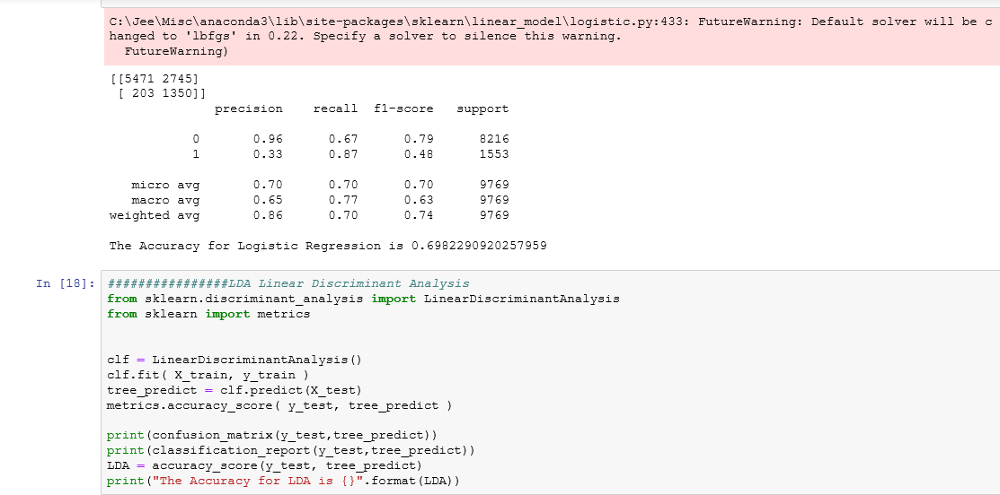 C:\Jee\Misc\anaconda3\lib\site-packages\sklearn\linear_model\logistic.py:433: FutureWarning: Default solver will be c
hanged to 'lbfgs' in 0.22. Specify a solver to silence this warning.
  FutureWarning)
[[5471 2745]
 [ 203 1350]]
              precision    recall  f1-score   support
           0       0.96      0.67      0.79      8216
           1       0.33      0.87      0.48      1553
   micro avg       0.70      0.70      0.70      9769
   macro avg       0.65      0.77      0.63      9769
weighted avg       0.86      0.70      0.74      9769
The Accuracy for Logistic Regression is 0.6982290920257959
In [18]: ################LDA Linear Discriminant Analysis
from sklearn.discriminant_analysis import LinearDiscriminantAnalysis
from sklearn import metrics
clf = LinearDiscriminantAnalysis()
clf.fit( X_train, y_train )
tree_predict = clf.predict(X_test)
metrics.accuracy_score( y_test, tree_predict )
print(confusion_matrix(y_test,tree_predict))
print(classification_report(y_test,tree_predict))
LDA = accuracy_score(y_test, tree_predict)
print("The Accuracy for LDA is {}".format(LDA))